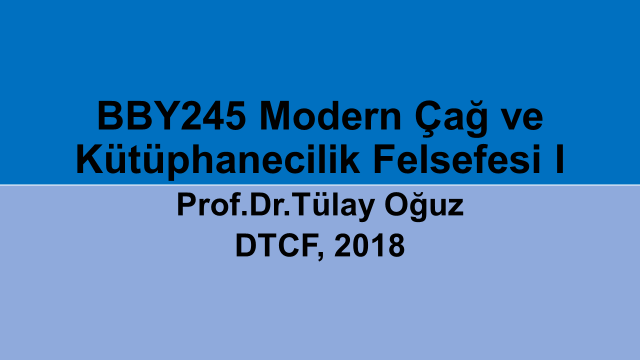 BBY245 Modern Çağ ve
Kütüphanecilik Felsefesi I
Prof.Dr.Tülay Oğuz
DTCF, 2018